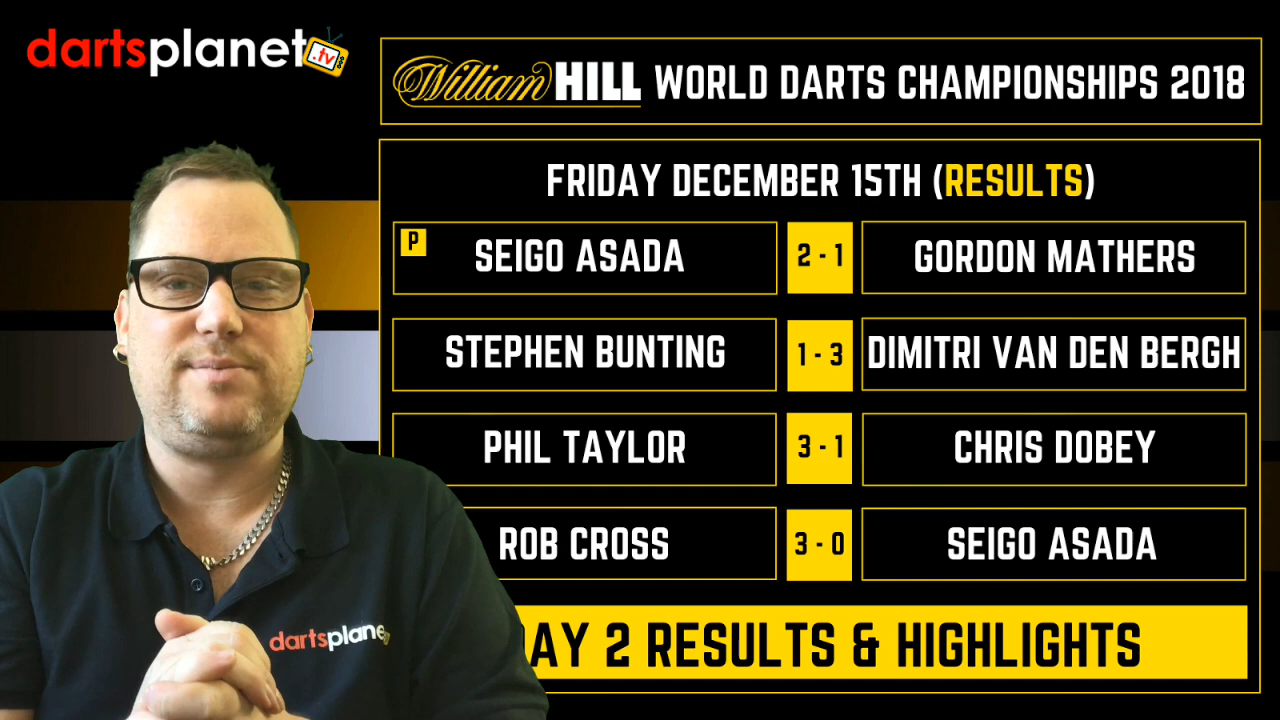 dartsplanet.tv
William HILL WORLD DARTS CHAMPIONSHIPS 2018
FRIDAY DECEMBER 15TH (RESULTS)
P SEIGO ASADA 2 - 1 GORDON MATHERS
STEPHEN BUNTING 1 - 3 DIMITRI VAN DEN BERGH
PHIL TAYLOR 3 - 1 CHRIS DOBEY
ROB CROSS 3 - 0 SEIGO ASADA
DAY 2 RESULTS & HIGHLIGHTS
dartsplane